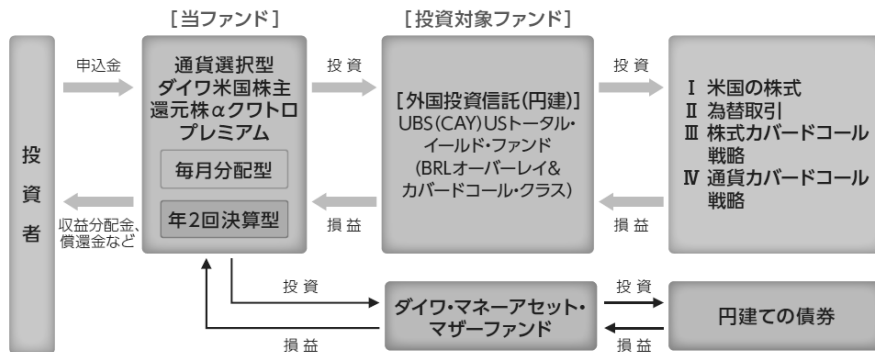 [当ファンド]
[投資対象ファンド]
投資者
申込金
収益分配金、
償還金など
通貨選択型
ダイワ米国株主
還元株αクワトロ
プレミアム
毎月分配型
年2回決算型
投 資
損 益
[外国投資信託(円建)]
UBS(CAY)USトータル・
イールド・ファンド
(BRLオーバーレイ&
カバードコール・クラス)
投 資
損 益
Ⅰ 米国の株式
Ⅱ 為替取引
Ⅲ 株式カバードコール
戦略
Ⅳ 通貨カバードコール
戦略
投 資
損 益
ダイワ・マネーアセット・
マザーファンド
投 資
損 益
円建ての債券